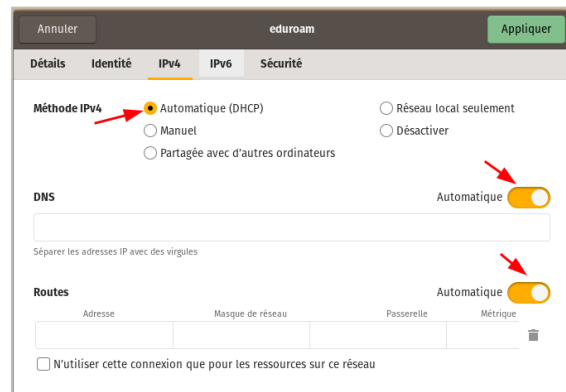 Annuler eduroam Appliquer
Détails Identité IPv4 IPv6 Sécurité
Méthode IPv4 Automatique (DHCP) Réseau local seulement
Manuel Désactiver
Partagée avec d'autres ordinateurs
DNS Automatique
Séparer les adresses IP avec des virgules
Routes Automatique
Adresse Masque de réseau Passerelle Métrique
N'utiliser cette connexion que pour les ressources sur ce réseau